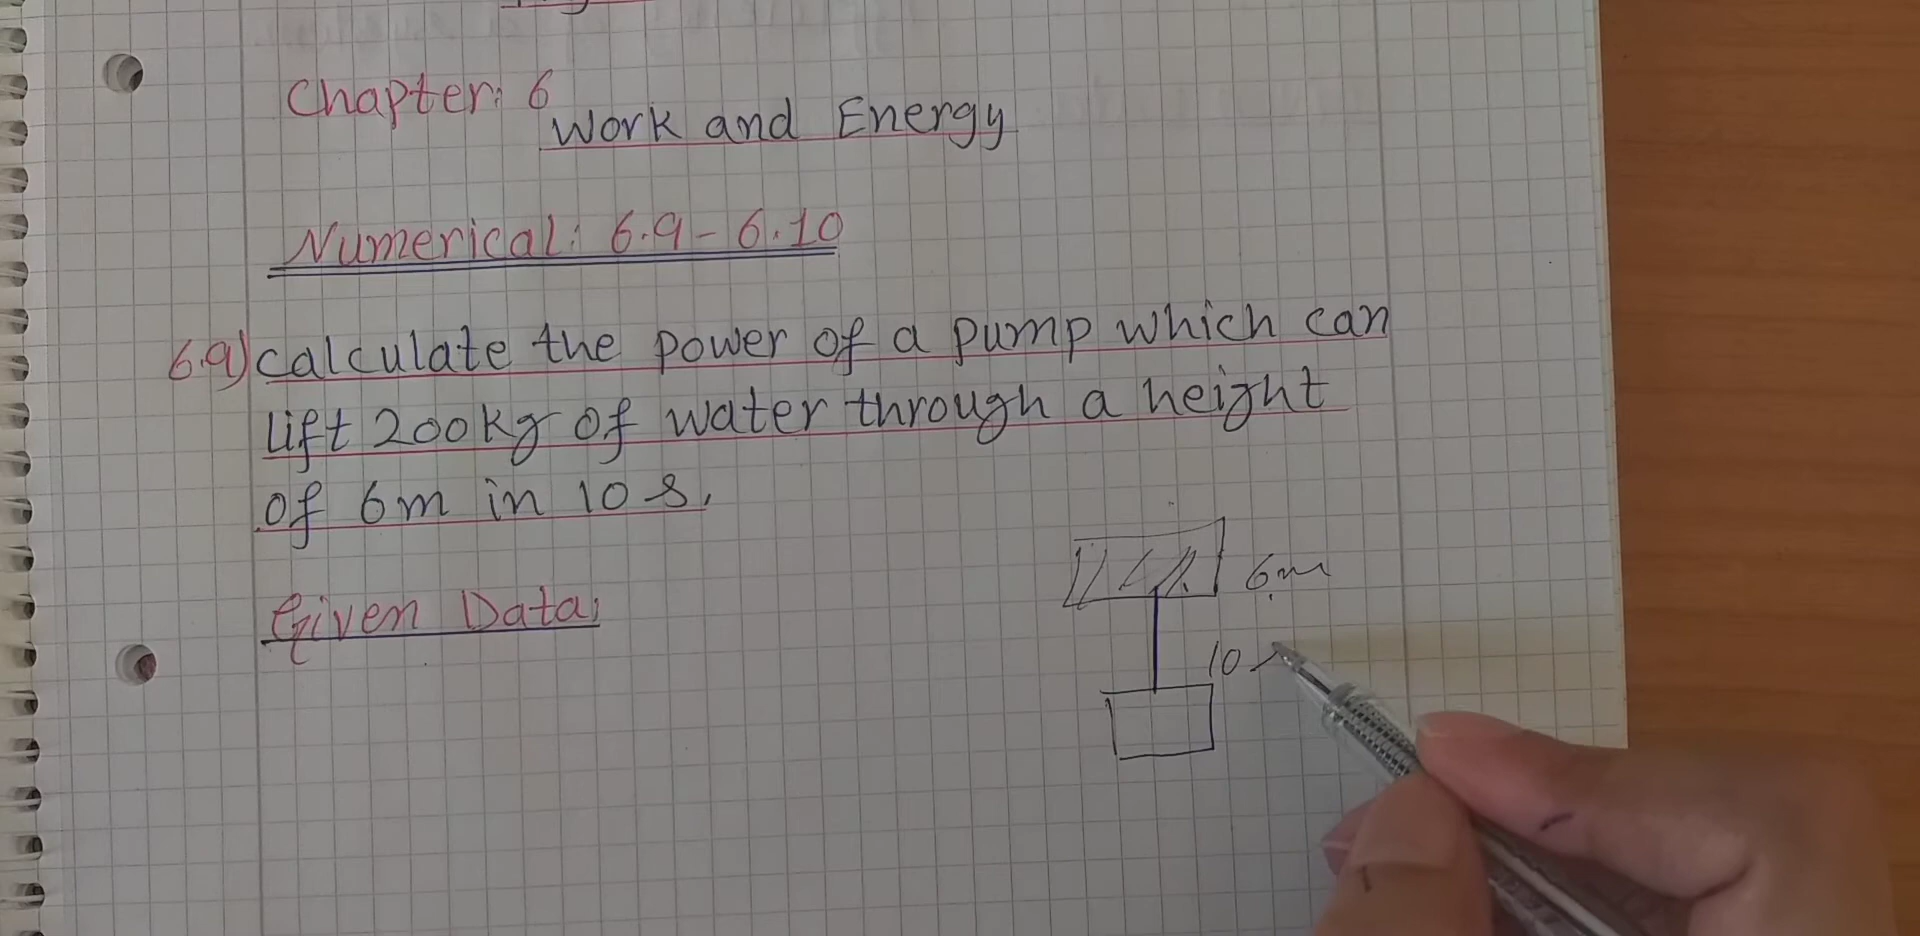 Chapter: 6
Work and Energy
Numerical: 6.9 - 6.10
6.9) Calculate the power of a pump which can
lift 200kg of water through a height
of 6m in 10 s.
Given Data:
6m
10